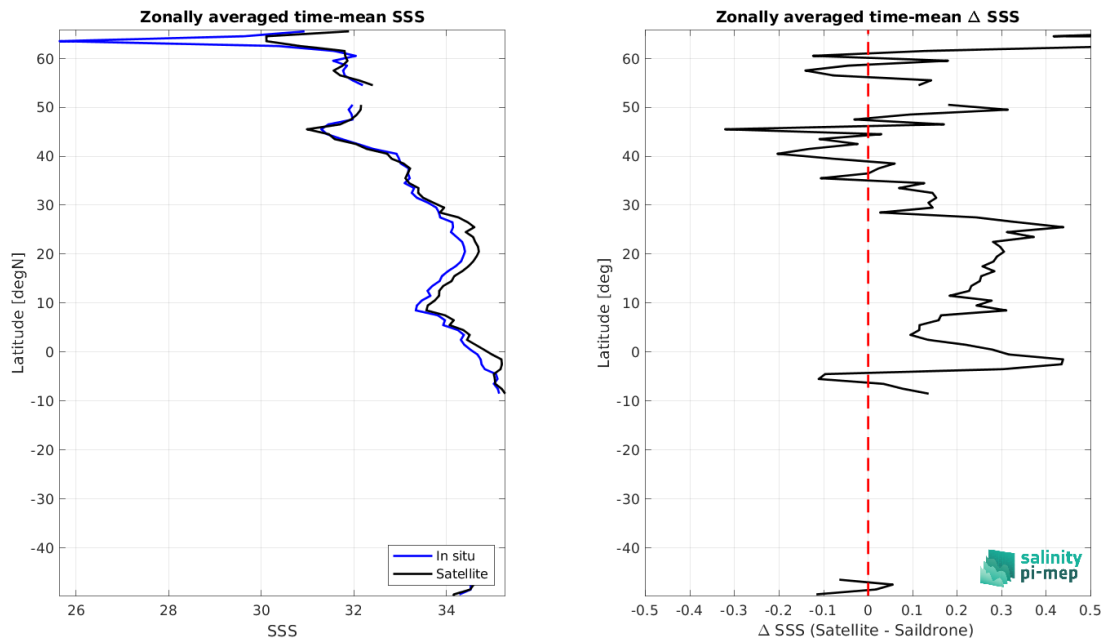 Zonally averaged time-mean SSS
60
50
40
30
20
10
0
-10
-20
-30
-40
Latitude [degN]
In situ
Satellite
26 28 30 32 34
SSS
Zonally averaged time-mean Δ SSS
60
50
40
30
20
10
0
-10
-20
-30
-40
Latitude [deg]
salinity
pi-mep
-0.5 -0.4 -0.3 -0.2 -0.1 0 0.1 0.2 0.3 0.4 0.5
Δ SSS (Satellite - Saildrone)